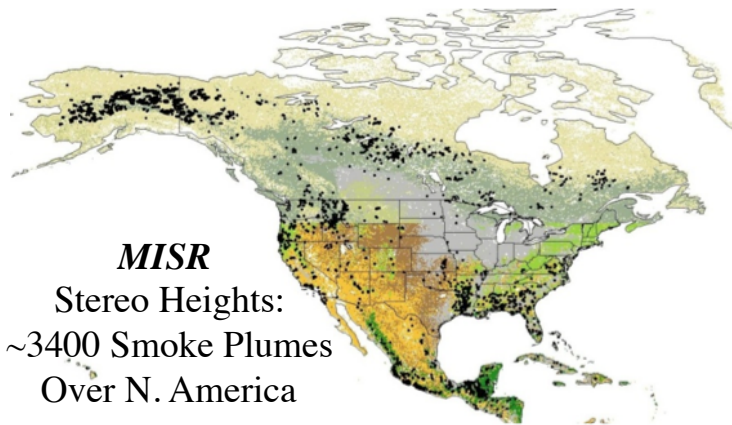 MISR
Stereo Heights:
~3400 Smoke Plumes
Over N. America